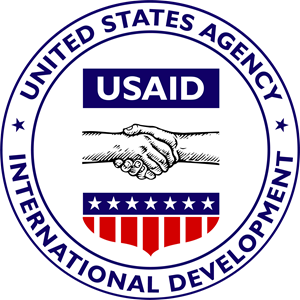 UNITED STATES AGENCY
USAID
INTERNATIONAL DEVELOPMENT